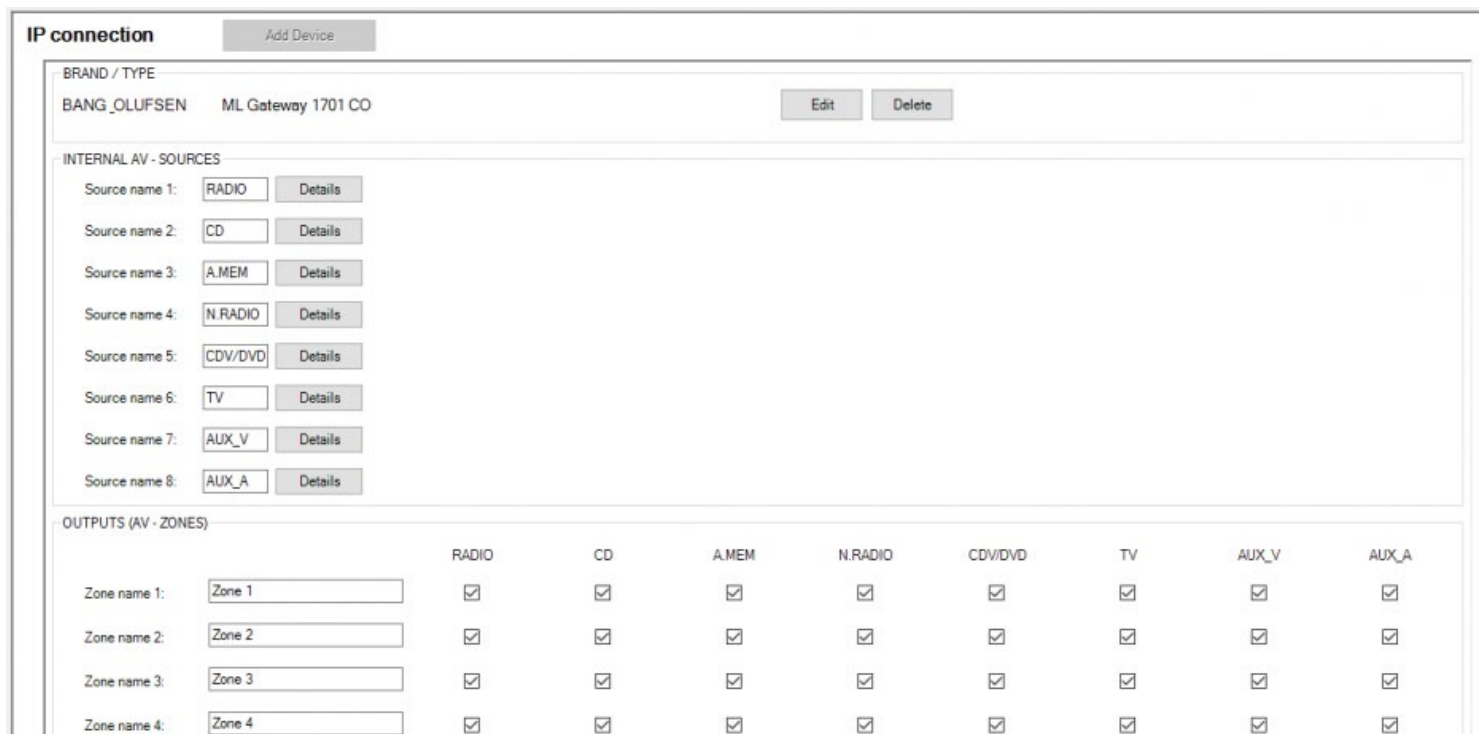 IP connection Add Device
BRAND / TYPE
BANG_OLUFSEN ML Gateway 1701 CO Edit Delete
INTERNAL AV - SOURCES
Source name 1: RADIO Details
Source name 2: CD Details
Source name 3: A.MEM Details
Source name 4: N.RADIO Details
Source name 5: CDV/DVD Details
Source name 6: TV Details
Source name 7: AUX_V Details
Source name 8: AUX_A Details
OUTPUTS (AV - ZONES)
RADIO CD A.MEM N.RADIO CDV/DVD TV AUX_V AUX_A
Zone name 1: Zone 1
Zone name 2: Zone 2
Zone name 3: Zone 3
Zone name 4: Zone 4